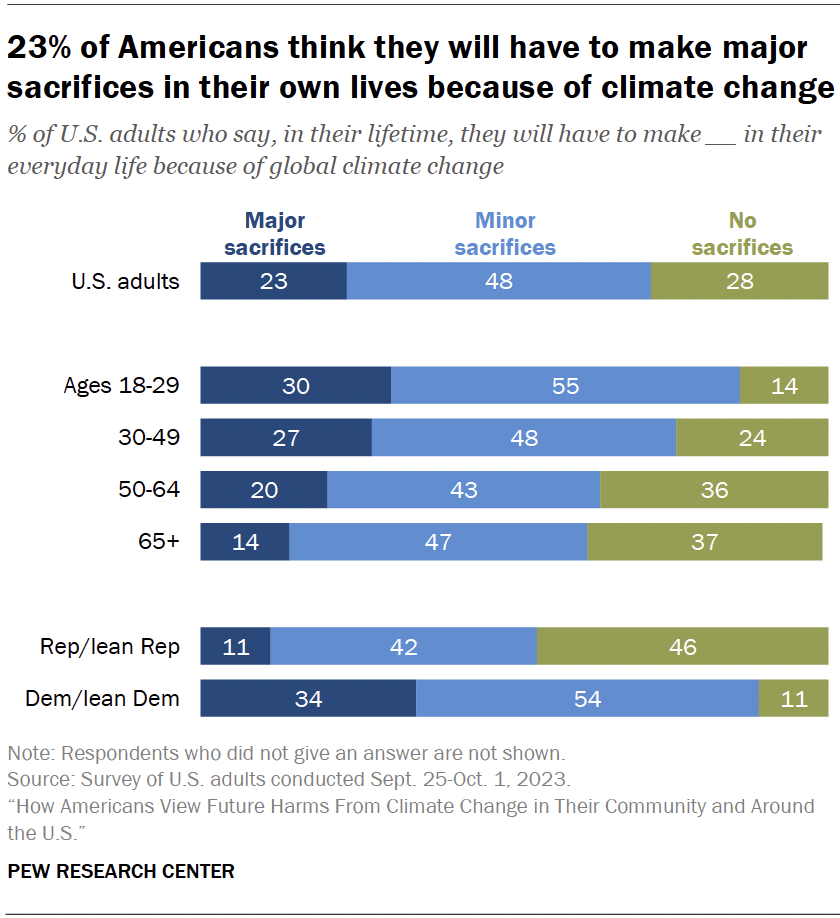 23% of Americans think they will have to make major
sacrifices in their own lives because of climate change
% of U.S. adults who say, in their lifetime, they will have to make ___ in their
everyday life because of global climate change
Major sacrifices
Minor sacrifices
No sacrifices
U.S. adults 23 48 28
Ages 18-29 30 55 14
30-49 27 48 24
50-64 20 43 36
65+ 14 47 37
Rep/lean Rep 11 42 46
Dem/lean Dem 34 54 11
Note: Respondents who did not give an answer are not shown.
Source: Survey of U.S. adults conducted Sept. 25-Oct. 1, 2023.
“How Americans View Future Harms From Climate Change in Their Community and Around
the U.S.”
PEW RESEARCH CENTER